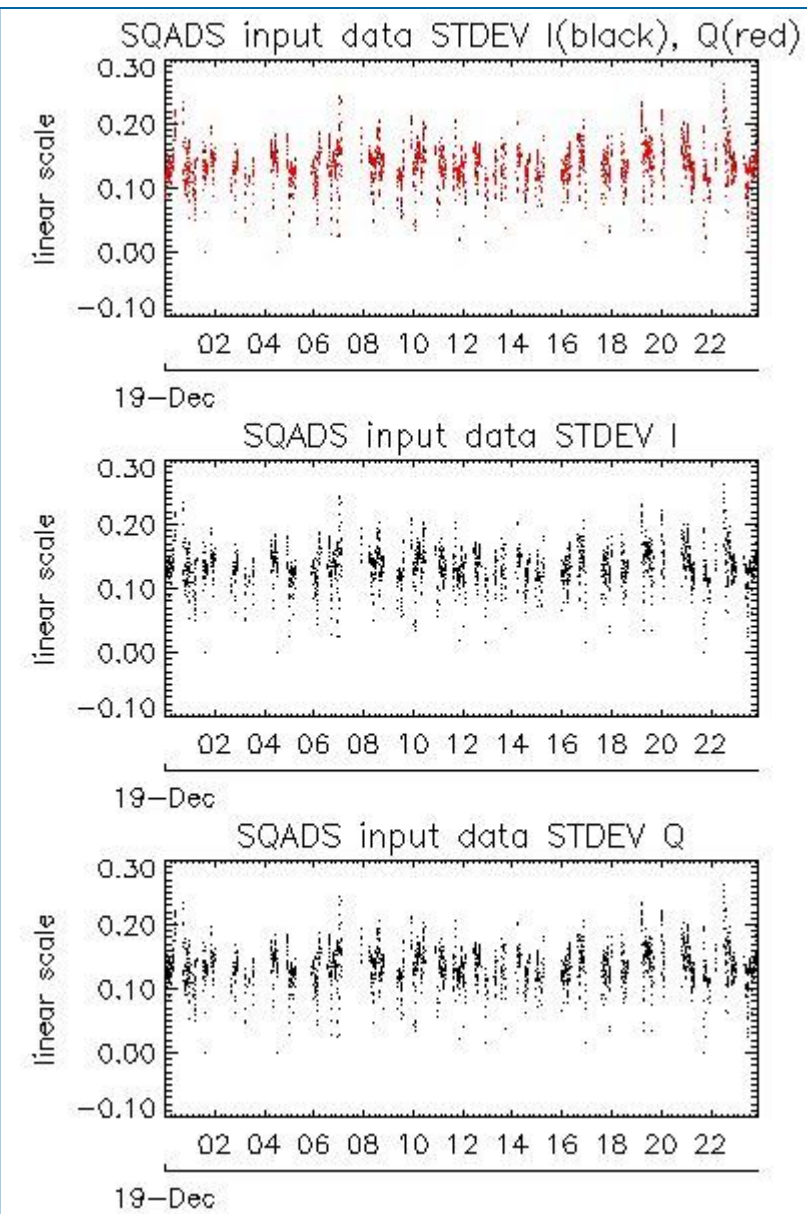 SQADS input data STDEV I(black), Q(red)
0.30
0.20
0.10
0.00
-0.10
linear scale
02 04 06 08 10 12 14 16 18 20 22
19-Dec
SQADS input data STDEV I
0.30
0.20
0.10
0.00
-0.10
linear scale
02 04 06 08 10 12 14 16 18 20 22
19-Dec
SQADS input data STDEV Q
0.30
0.20
0.10
0.00
-0.10
linear scale
02 04 06 08 10 12 14 16 18 20 22
19-Dec